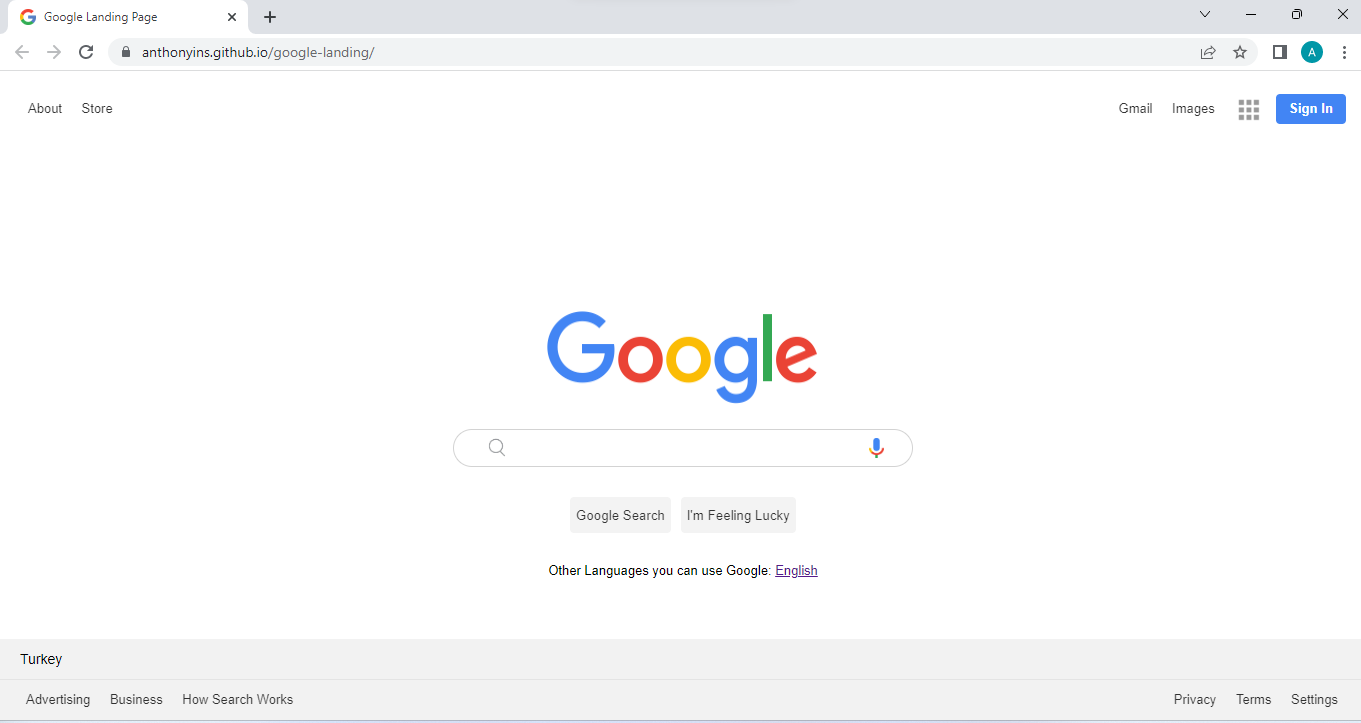 Google Landing Page
anthonyins.github.io/google-landing/
A
About Store Gmail Images Sign In
Google
Google Search I'm Feeling Lucky
Other Languages you can use Google: English
Turkey
Advertising Business How Search Works Privacy Terms Settings